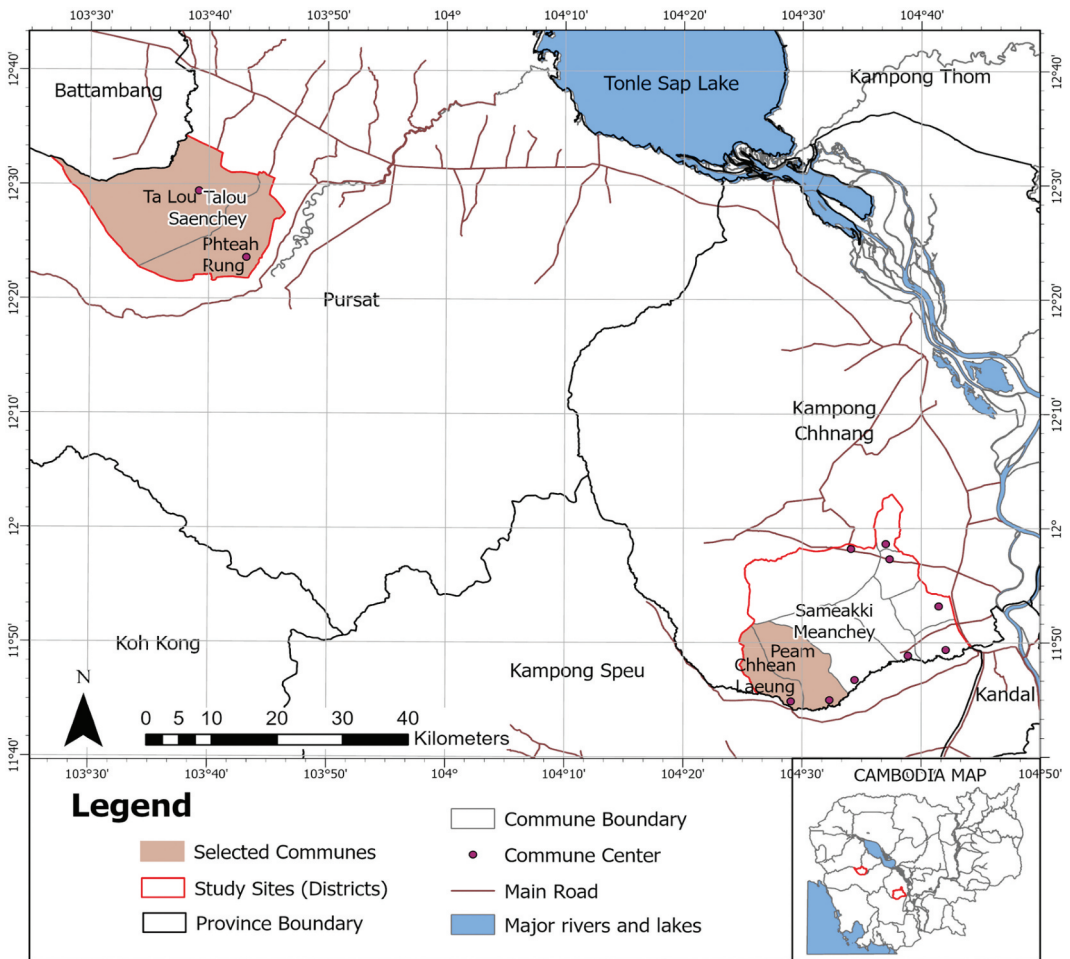 103°30' 103°40' 103°50' 104° 104°10' 104°20' 104°30' 104°40'
12°40' 12°40'
Battambang
Tonle Sap Lake
Kampong Thom
12°30' 12°30'
Ta Lou Talou
Saenchey
Phteah
Rung
12°20' 12°20'
Pursat
12°10' 12°10'
Kampong
Chhnang
12° 12°
Sameakki
Meanchey
11°50' 11°50'
Koh Kong
Peam
Chhean
Laeung
Kampong Speu
Kandal
N
0 5 10 20 30 40
Kilometers
11°40' 11°40'
103°30' 103°40' 103°50' 104° 104°10' 104°20' 104°30' 104°40' 104°50'
Legend
Selected Communes
Study Sites (Districts)
Province Boundary
Commune Boundary
Commune Center
Main Road
Major rivers and lakes
CAMBODIA MAP